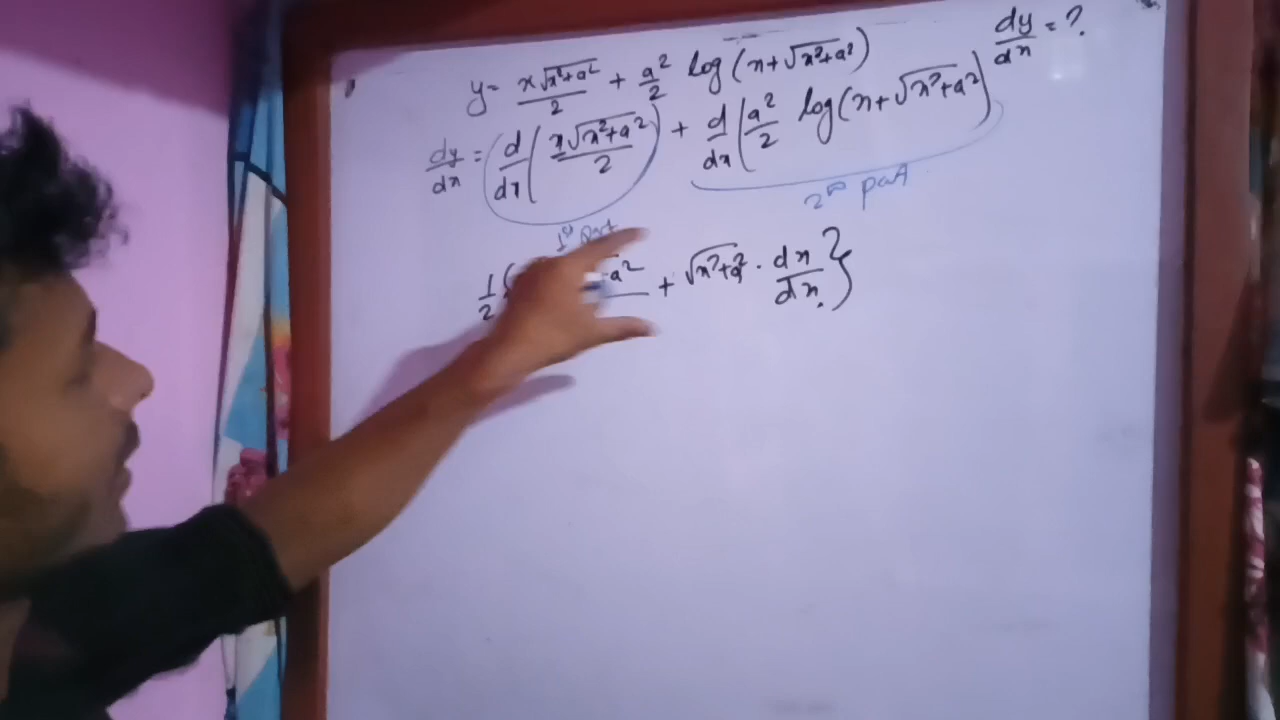 dy/dx = ?
y = x√(x²+a²)/2 + a²/2 log(x+√(x²+a²))
dy/dx = d/dx(x√(x²+a²)/2) + d/dx(a²/2 log(x+√(x²+a²))
1st part 2nd part
1/2{ a² + √(x²+a²) · dx/dx}